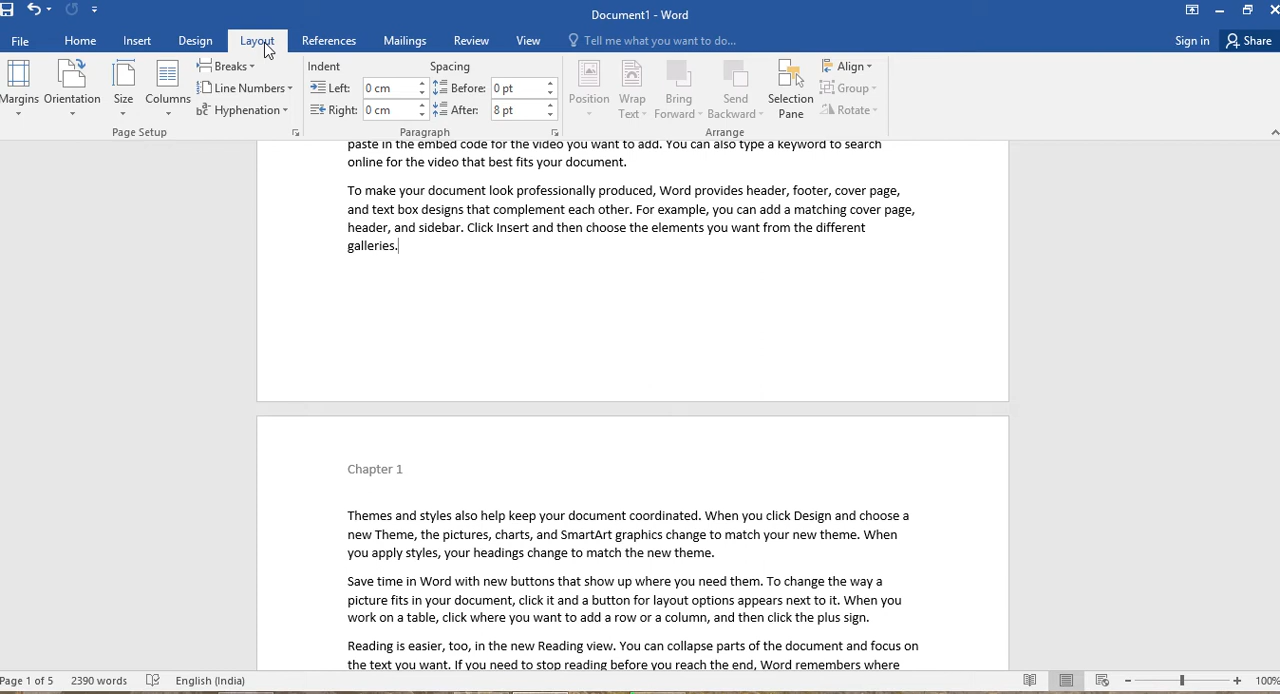 Document1 - Word
File Home Insert Design Layout References Mailings Review View Tell me what you want to do... Sign in Share
Margins Orientation Size Columns Breaks Line Numbers Hyphenation
Page Setup
Indent Spacing
Left: 0 cm Before: 0 pt
Right: 0 cm After: 8 pt
Paragraph
Position Wrap Text Bring Forward Send Backward Selection Pane Align Group Rotate
Arrange
paste in the embed code for the video you want to add. You can also type a keyword to search
online for the video that best fits your document.
To make your document look professionally produced, Word provides header, footer, cover page,
and text box designs that complement each other. For example, you can add a matching cover page,
header, and sidebar. Click Insert and then choose the elements you want from the different
galleries.
Chapter 1
Themes and styles also help keep your document coordinated. When you click Design and choose a
new Theme, the pictures, charts, and SmartArt graphics change to match your new theme. When
you apply styles, your headings change to match the new theme.
Save time in Word with new buttons that show up where you need them. To change the way a
picture fits in your document, click it and a button for layout options appears next to it. When you
work on a table, click where you want to add a row or a column, and then click the plus sign.
Reading is easier, too, in the new Reading view. You can collapse parts of the document and focus on
the text you want. If you need to stop reading before you reach the end, Word remembers where
Page 1 of 5 2390 words English (India) 100%